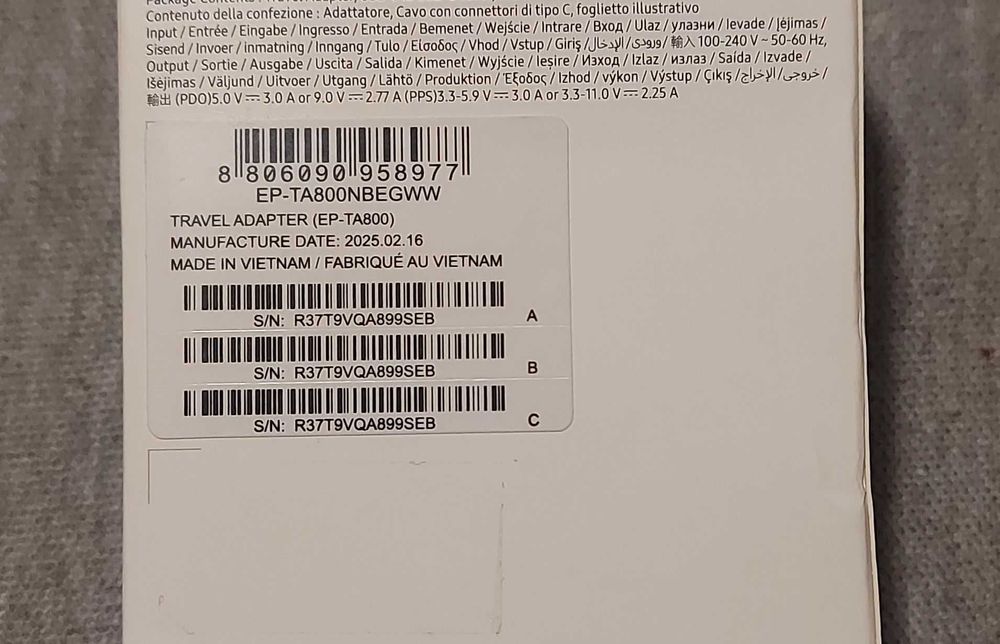 Package Contents : Travel Adapter,
Contenuto della confezione : Adattatore, Cavo con connettori di tipo C, foglietto illustrativo
Input / Entrée / Eingabe / Ingresso / Entrada / Bemenet / Wejście / Intrare / Вход / Ulaz / улазни / Ievade / Įėjimas /
Sisend / Invoer / inmatning / Inngang / Tulo / Είσοδος / Vhod / Vstup / Giriş /ورودی/الإدخال/ 輸入 100-240 V ~ 50-60 Hz,
Output / Sortie / Ausgabe / Uscita / Salida / Kimenet / Wyjście / Ieşire / Изход / Izlaz / излаз / Saída / Izvade /
Išėjimas / Väljund / Uitvoer / Utgang / Lähtö / Produktion / Έξοδος / Izhod / výkon / Výstup / Çıkış /خروجی/الإخراج/
輸出 (PDO)5.0 V⎓ 3.0 A or 9.0 V ⎓ 2.77 A (PPS)3.3-5.9 V⎓ 3.0 A or 3.3-11.0 V⎓ 2.25 A
8 806090 958977
EP-TA800NBEGWW
TRAVEL ADAPTER (EP-TA800)
MANUFACTURE DATE: 2025.02.16
MADE IN VIETNAM / FABRIQUÉ AU VIETNAM
S/N: R37T9VQA899SEB A
S/N: R37T9VQA899SEB B
S/N: R37T9VQA899SEB C